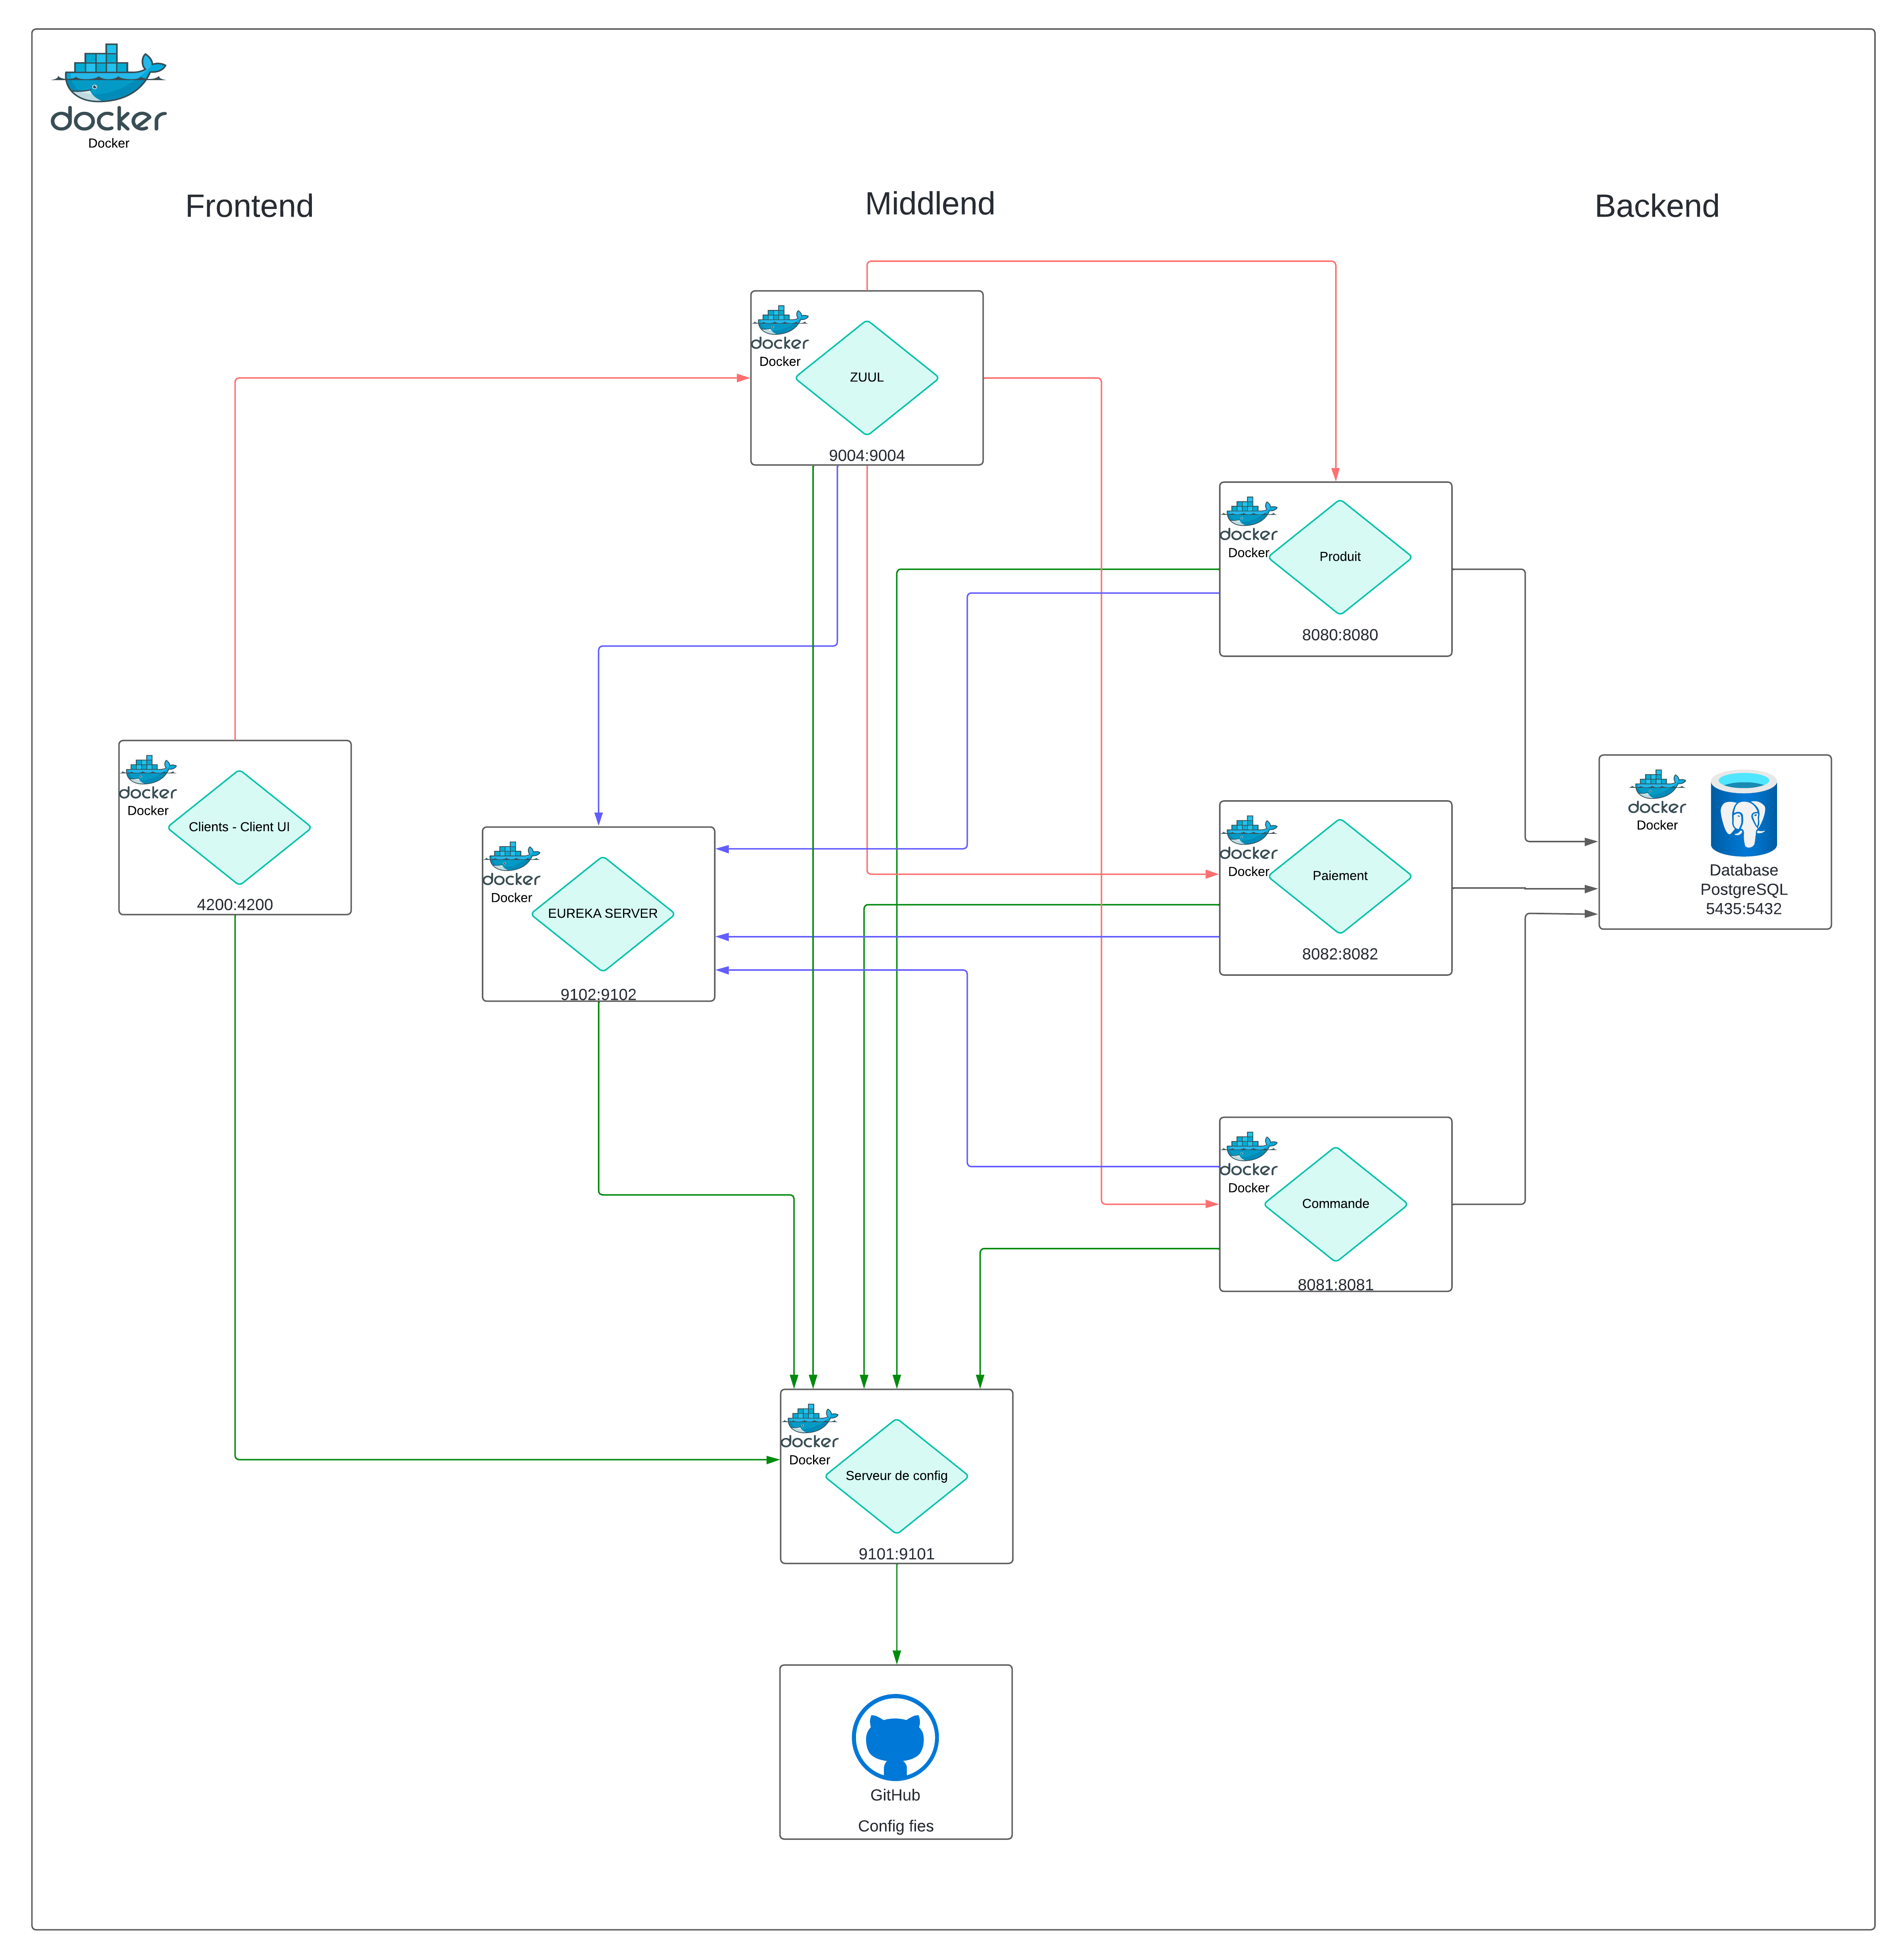 docker
Docker
Frontend
Middlend
Backend
docker
Docker
ZUUL
9004:9004
docker
Docker
Produit
8080:8080
docker
Docker
Clients - Client UI
4200:4200
docker
Docker
EUREKA SERVER
9102:9102
docker
Docker
Paiement
8082:8082
docker
Docker
Database
PostgreSQL
5435:5432
docker
Docker
Commande
8081:8081
docker
Docker
Serveur de config
9101:9101
GitHub
Config fies